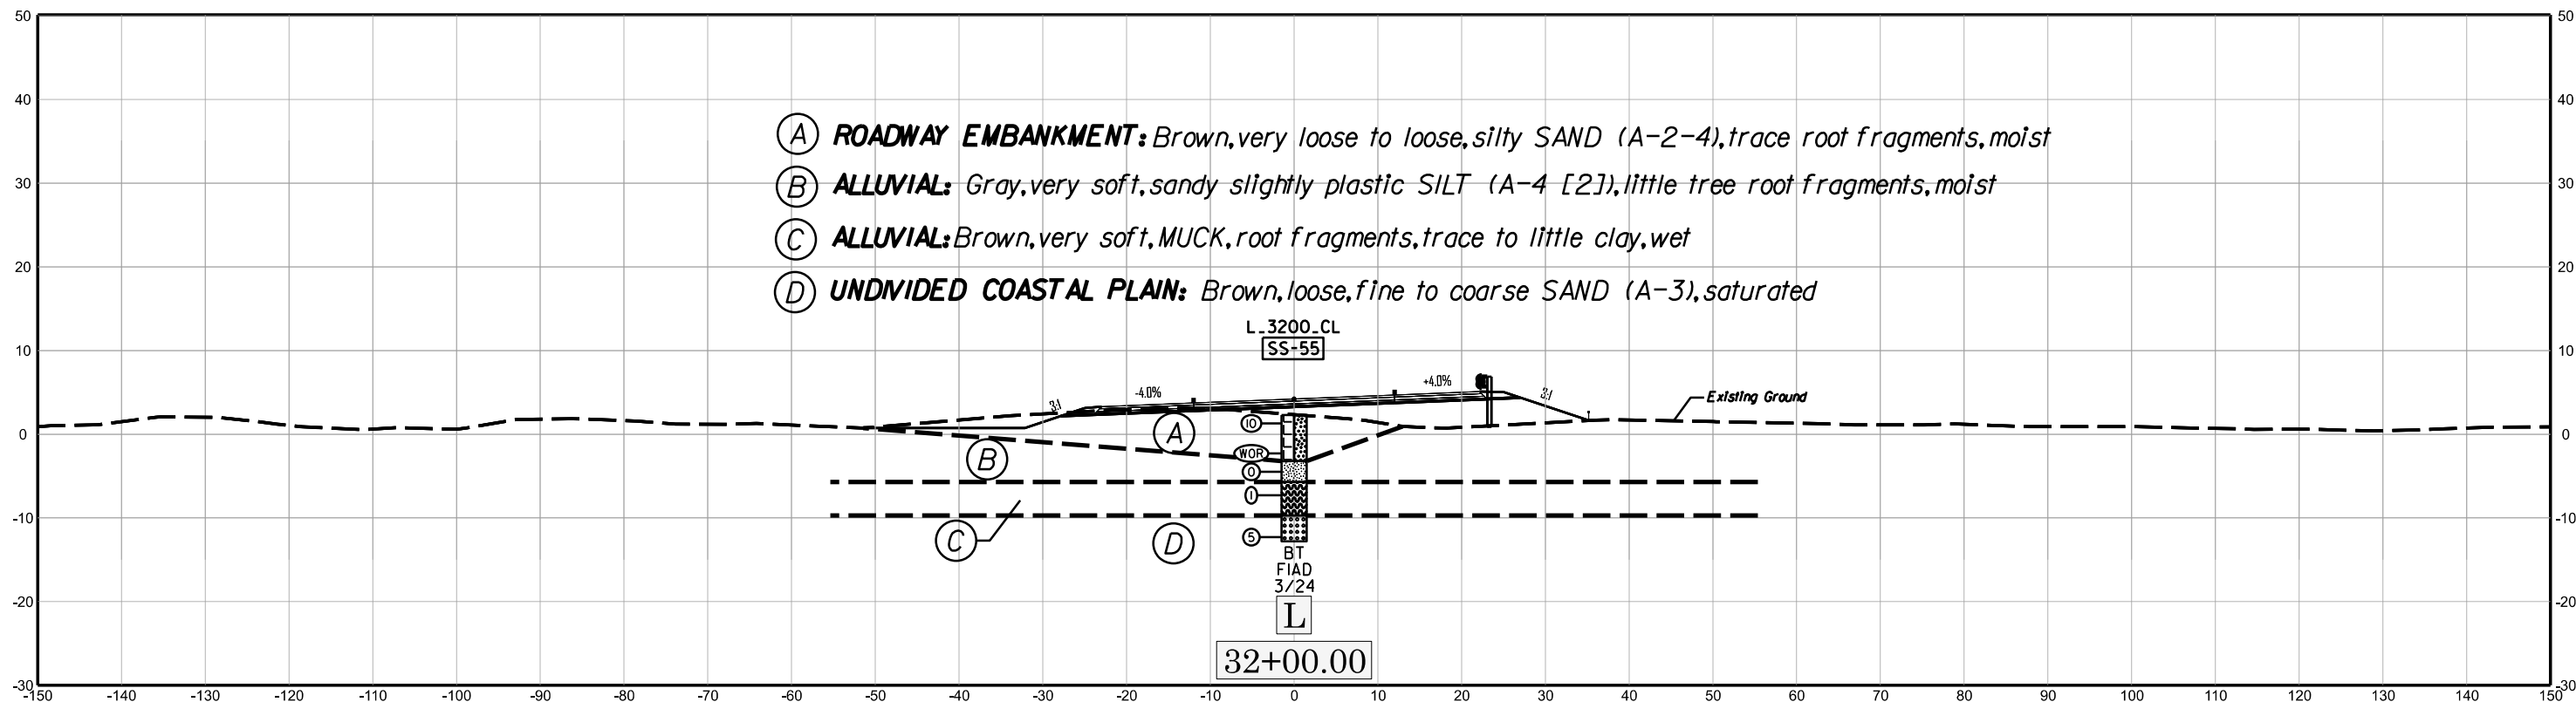 50 50
40 40
A ROADWAY EMBANKMENT: Brown, very loose to loose, silty SAND (A-2-4), trace root fragments, moist
30 30
B ALLUVIAL: Gray, very soft, sandy slightly plastic SILT (A-4 [2]), little tree root fragments, moist
C ALLUVIAL: Brown, very soft, MUCK, root fragments, trace to little clay, wet
20 20
D UNDIVIDED COASTAL PLAIN: Brown, loose, fine to coarse SAND (A-3), saturated
L_3200_CL
10 SS-55 10
3:1 -4.0% +4.0% 3:1 Existing Ground
0 A 10 0
B WOR
0
1
-10 -10
C D 5
BT
FIAD
3/24
-20 L -20
32+00.00
-30 -30
-150 -140 -130 -120 -110 -100 -90 -80 -70 -60 -50 -40 -30 -20 -10 0 10 20 30 40 50 60 70 80 90 100 110 120 130 140 150